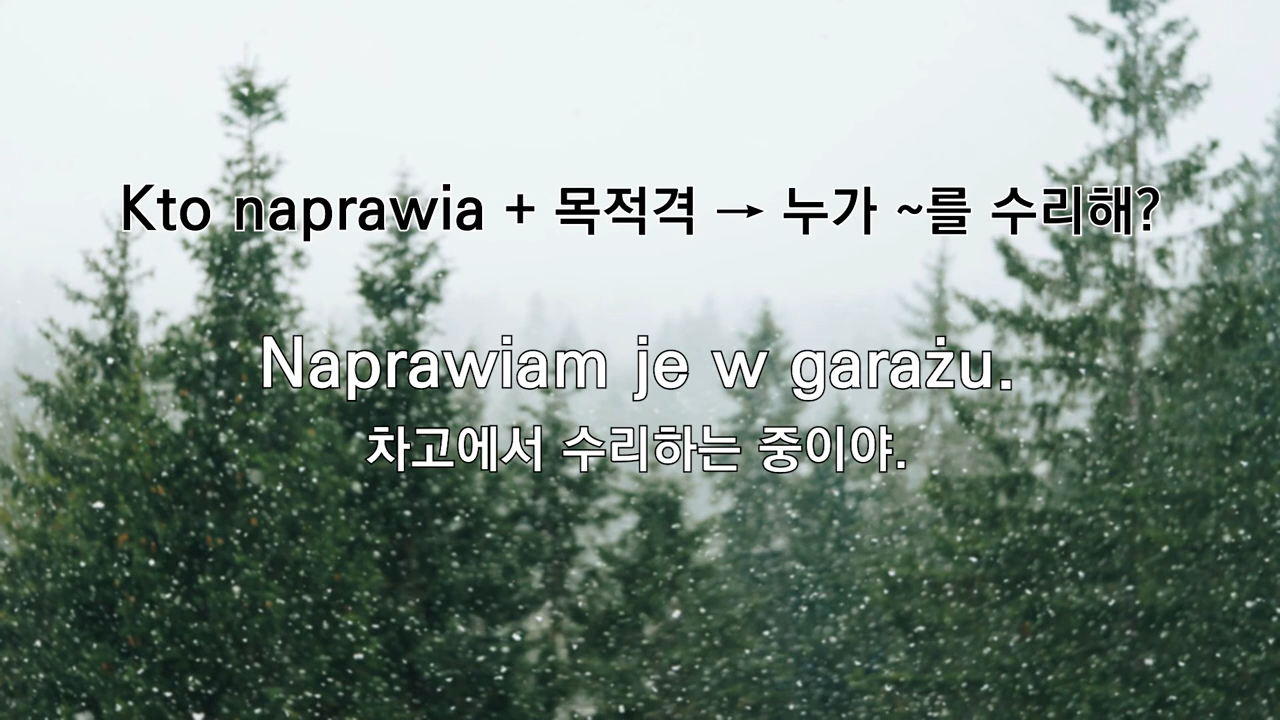 Kto naprawia + 목적격 → 누가 ~를 수리해?
Naprawiam je w garażu.
차고에서 수리하는 중이야.